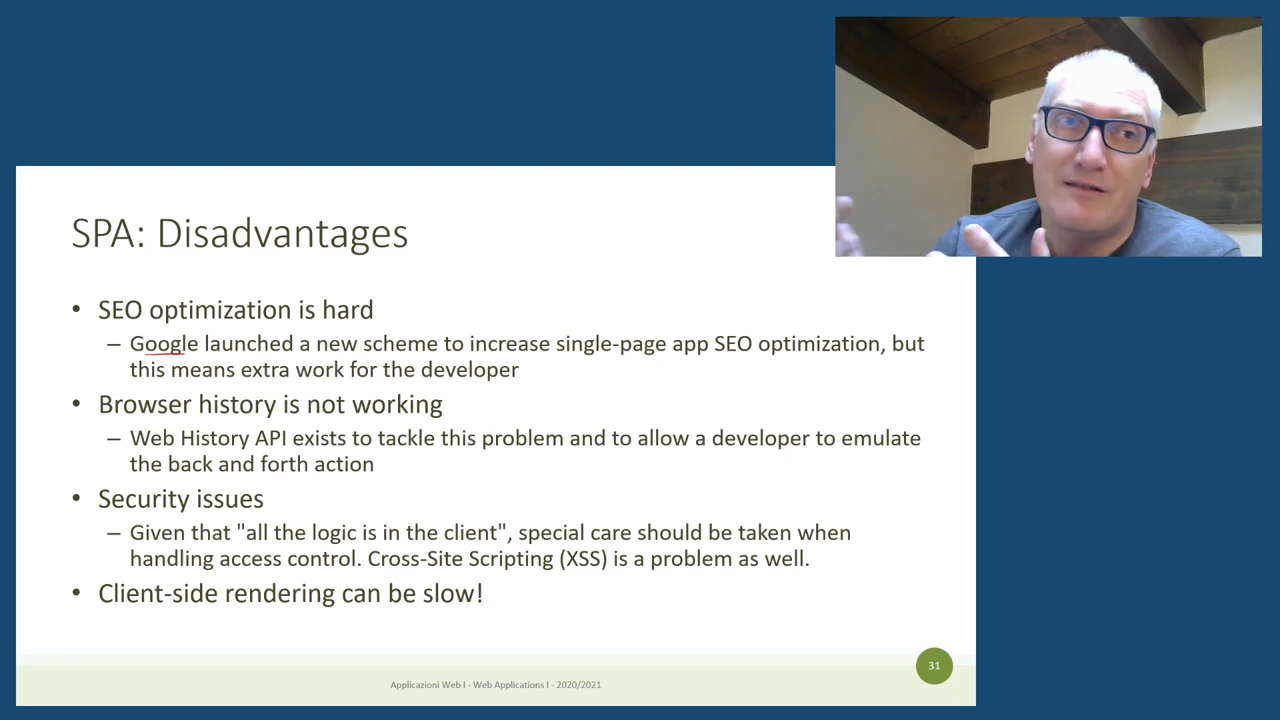 SPA: Disadvantages
• SEO optimization is hard
– Google launched a new scheme to increase single-page app SEO optimization, but
this means extra work for the developer
• Browser history is not working
– Web History API exists to tackle this problem and to allow a developer to emulate
the back and forth action
• Security issues
– Given that "all the logic is in the client", special care should be taken when
handling access control. Cross-Site Scripting (XSS) is a problem as well.
• Client-side rendering can be slow!
31
Applicazioni Web I - Web Applications I - 2020/2021